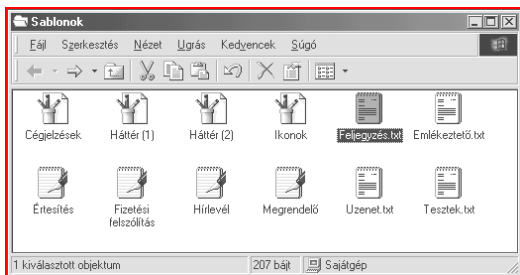 Sablonok
Fájl Szerkesztés Nézet Ugrás Kedvencek Súgó
Cégjelzések Háttér (1) Háttér (2) Ikonok Feljegyzés.txt Emlékeztető.txt
Értesítés Fizetési felszólítás Hírlevél Megrendelő Uzenet.txt Tesztek.txt
1 kiválasztott objektum 207 bájt Sajátgép